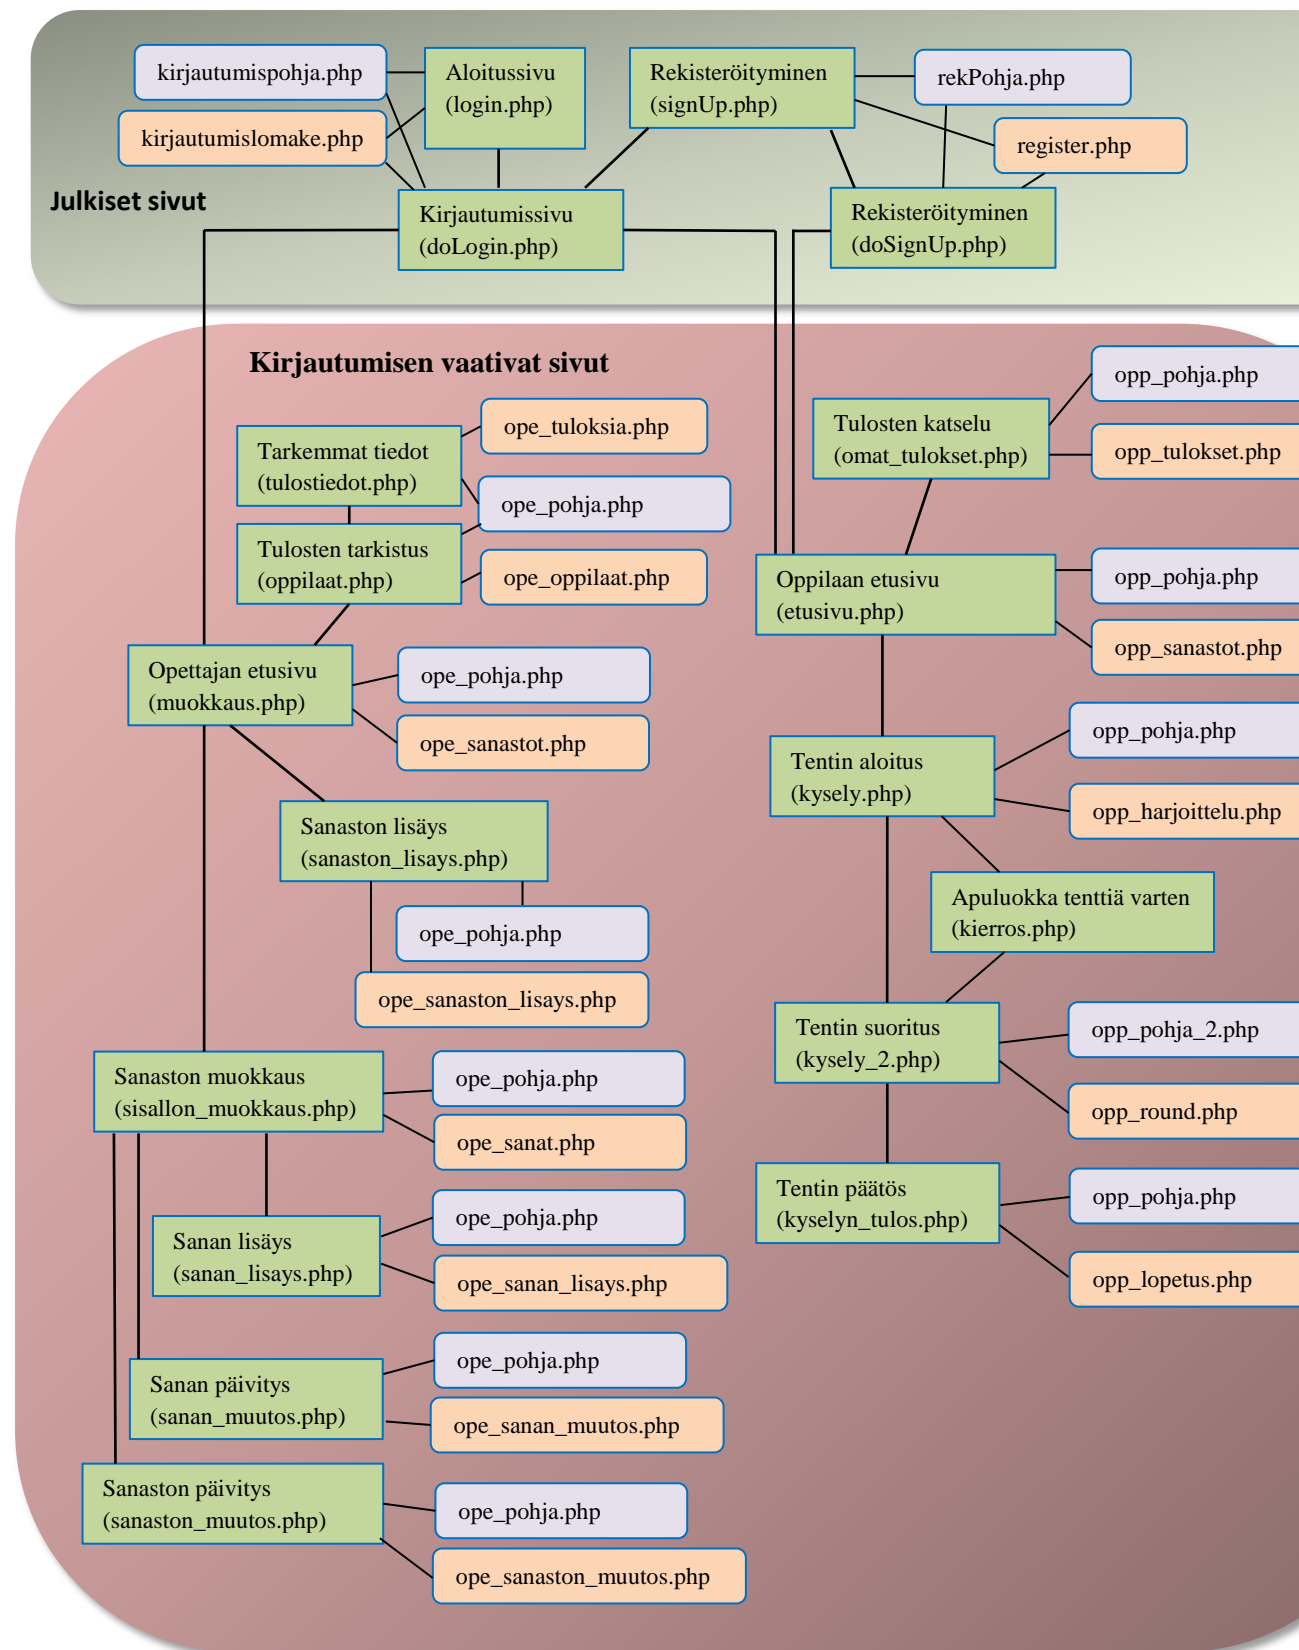 kirjautumispohja.php
Aloitussivu
(login.php)
Rekisteröityminen
(signUp.php)
rekPohja.php
kirjautumislomake.php
register.php
Julkiset sivut
Kirjautumissivu
(doLogin.php)
Rekisteröityminen
(doSignUp.php)
Kirjautumisen vaativat sivut
opp_pohja.php
ope_tuloksia.php
Tulosten katselu
(omat_tulokset.php)
opp_tulokset.php
Tarkemmat tiedot
(tulostiedot.php)
ope_pohja.php
Tulosten tarkistus
(oppilaat.php)
ope_oppilaat.php
Oppilaan etusivu
(etusivu.php)
opp_pohja.php
opp_sanastot.php
Opettajan etusivu
(muokkaus.php)
ope_pohja.php
ope_sanastot.php
opp_pohja.php
Tentin aloitus
(kysely.php)
opp_harjoittelu.php
Sanaston lisäys
(sanaston_lisays.php)
Apuluokka tenttiä varten
(kierros.php)
ope_pohja.php
ope_sanaston_lisays.php
Tentin suoritus
(kysely_2.php)
opp_pohja_2.php
opp_round.php
Sanaston muokkaus
(sisallon_muokkaus.php)
ope_pohja.php
ope_sanat.php
Tentin päätös
(kyselyn_tulos.php)
opp_pohja.php
opp_lopetus.php
Sanan lisäys
(sanan_lisays.php)
ope_pohja.php
ope_sanan_lisays.php
Sanan päivitys
(sanan_muutos.php)
ope_pohja.php
ope_sanan_muutos.php
Sanaston päivitys
(sanaston_muutos.php)
ope_pohja.php
ope_sanaston_muutos.php